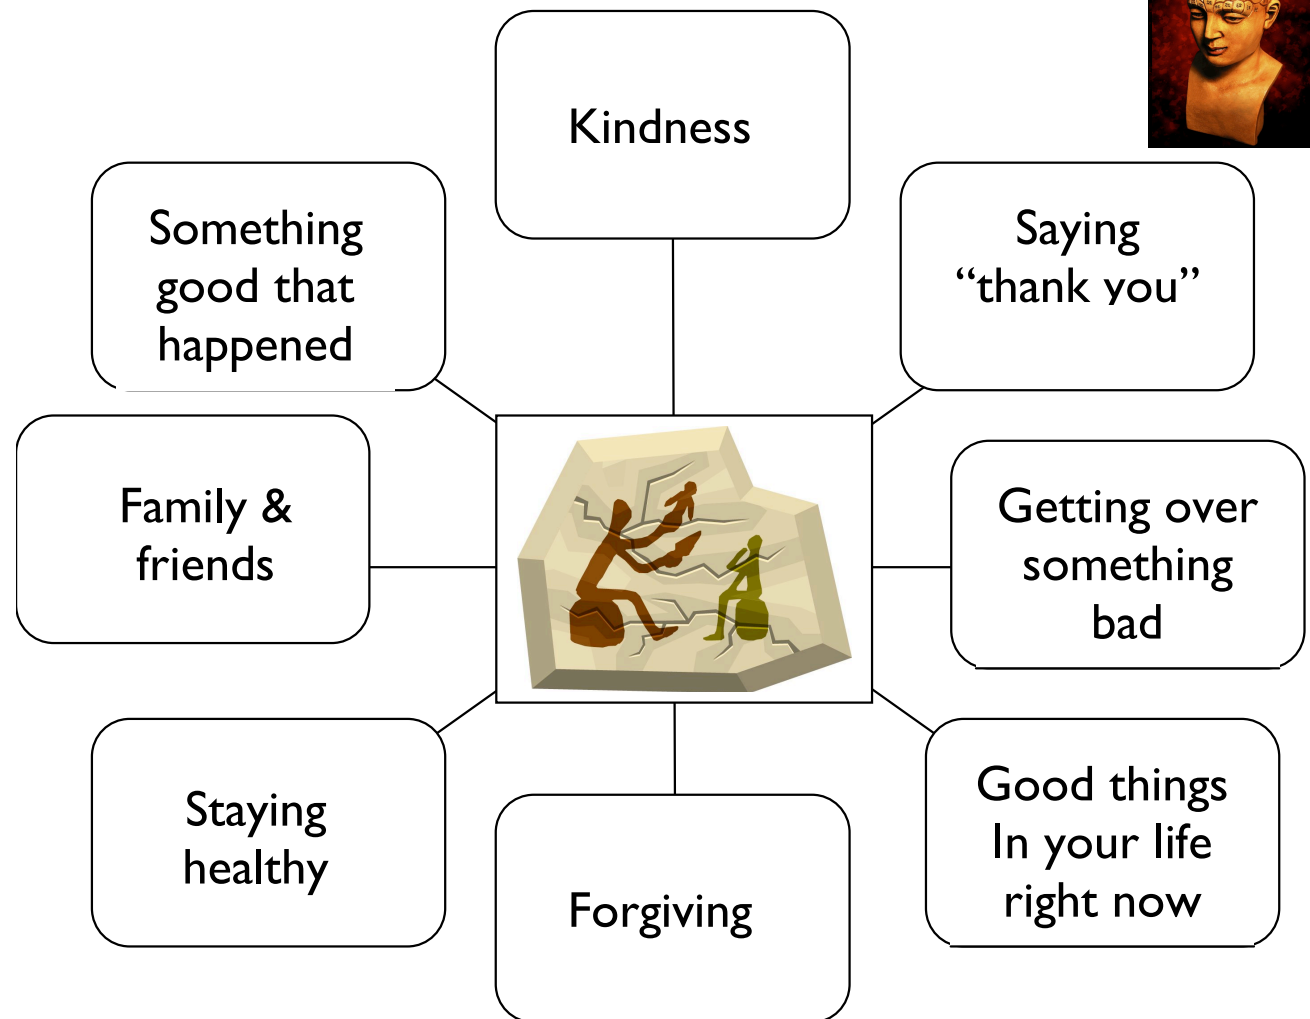 Kindness
Something
good that
happened
Saying
“thank you”
Family &
friends
Getting over
something
bad
Staying
healthy
Forgiving
Good things
In your life
right now